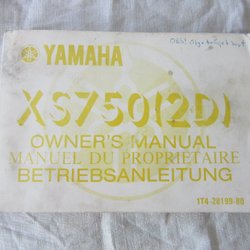 YAMAHA
XS750(2D)
OWNER'S MANUAL
MANUEL DU PROPRIETAIRE
BETRIEBSANLEITUNG
1T4-28199-80